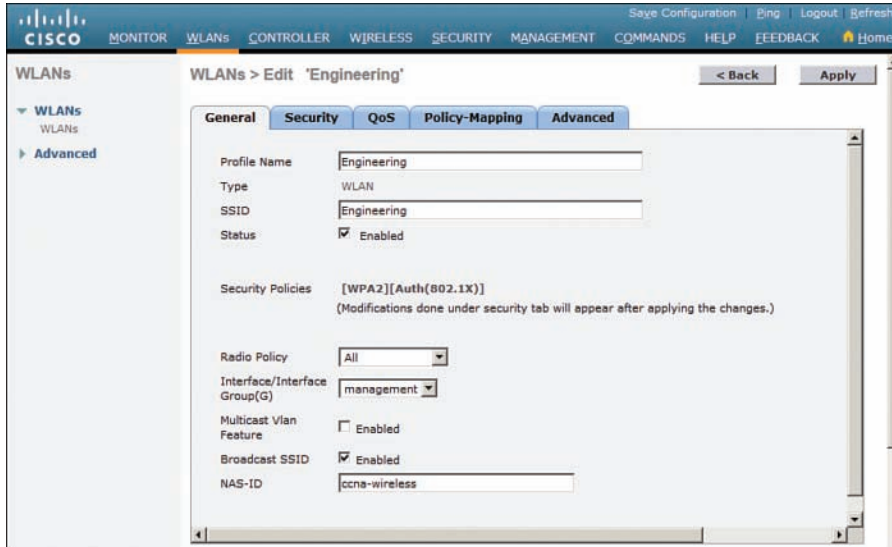 Save Configuration Ping Logout Refresh
CISCO MONITOR WLANs CONTROLLER WIRELESS SECURITY MANAGEMENT COMMANDS HELP FEEDBACK Home
WLANs
WLANs > Edit 'Engineering'
< Back Apply
WLANs
WLANs
Advanced
General Security QoS Policy-Mapping Advanced
Profile Name Engineering
Type WLAN
SSID Engineering
Status Enabled
Security Policies [WPA2][Auth(802.1X)]
(Modifications done under security tab will appear after applying the changes.)
Radio Policy All
Interface/Interface
Group(G) management
Multicast Vlan
Feature Enabled
Broadcast SSID Enabled
NAS-ID ccna-wireless